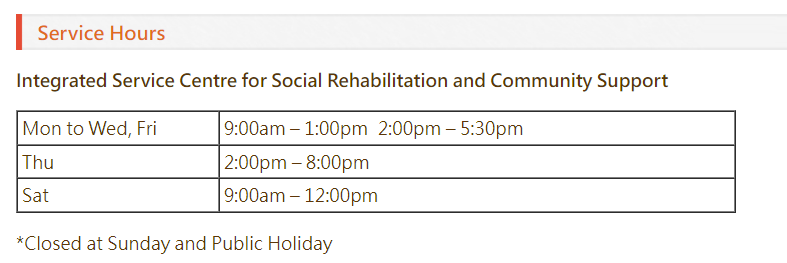 Service Hours
Integrated Service Centre for Social Rehabilitation and Community Support
Mon to Wed, Fri 9:00am – 1:00pm  2:00pm – 5:30pm
Thu 2:00pm – 8:00pm
Sat 9:00am – 12:00pm
*Closed at Sunday and Public Holiday